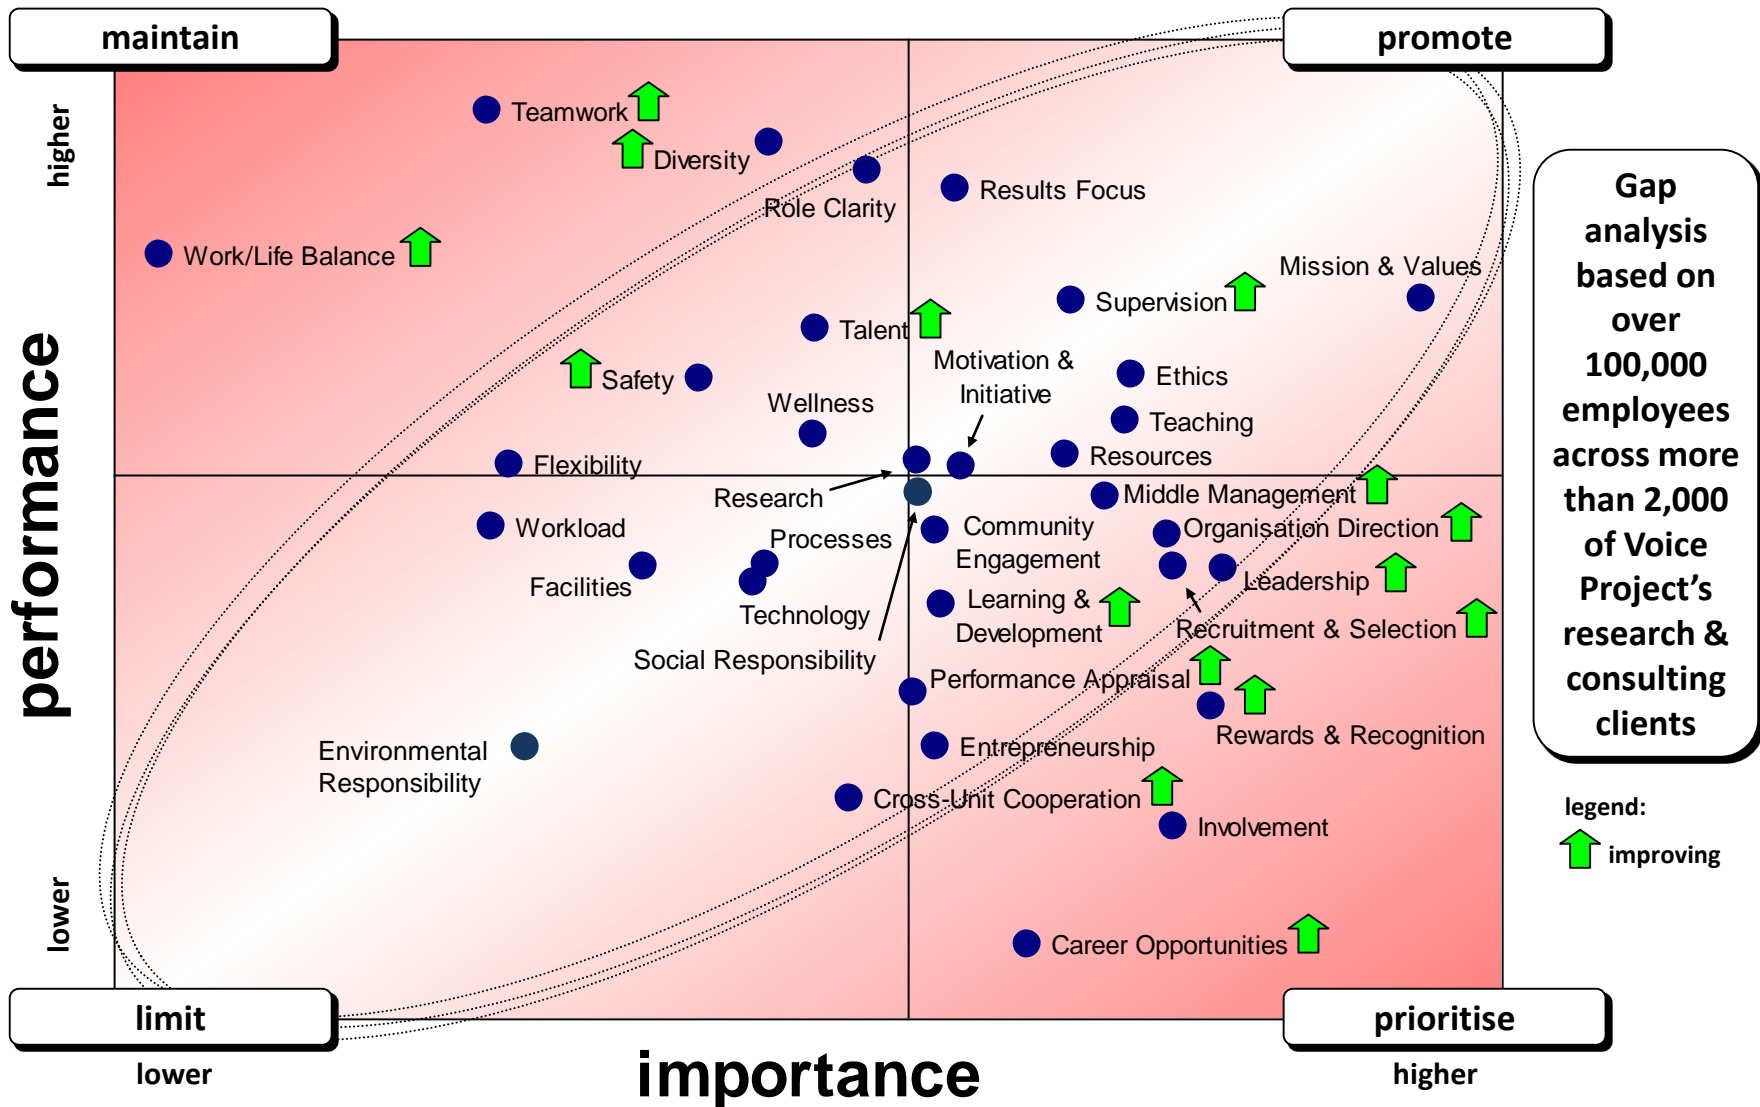 maintain
promote
higher
Teamwork
Diversity
Role Clarity
Results Focus
Work/Life Balance
Mission & Values
Supervision
Talent
Motivation &
Initiative
Safety
Ethics
Wellness
Teaching
Flexibility
Resources
Research
Middle Management
Workload
Processes
Community
Engagement
Organisation Direction
Facilities
Leadership
Technology
Learning &
Development
Recruitment & Selection
Social Responsibility
Performance Appraisal
Rewards & Recognition
Environmental
Responsibility
Entrepreneurship
Cross-Unit Cooperation
Involvement
Career Opportunities
performance
lower
limit
prioritise
lower
importance
higher
Gap
analysis
based on
over
100,000
employees
across more
than 2,000
of Voice
Project’s
research &
consulting
clients
legend:
improving